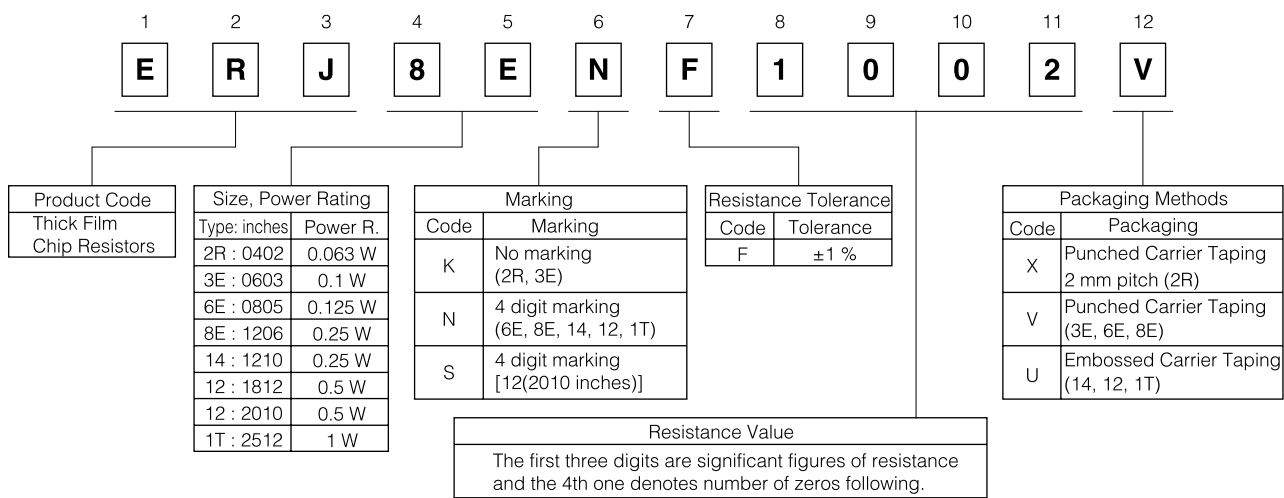 1 2 3 4 5 6 7 8 9 10 11 12
E R J 8 E N F 1 0 0 2 V
Product Code
Thick Film
Chip Resistors
Size, Power Rating
Type: inches Power R.
2R : 0402 0.063 W
3E : 0603 0.1 W
6E : 0805 0.125 W
8E : 1206 0.25 W
14 : 1210 0.25 W
12 : 1812 0.5 W
12 : 2010 0.5 W
1T : 2512 1 W
Marking
Code Marking
K No marking
(2R, 3E)
N 4 digit marking
(6E, 8E, 14, 12, 1T)
S 4 digit marking
[12(2010 inches)]
Resistance Tolerance
Code Tolerance
F ±1 %
Resistance Value
The first three digits are significant figures of resistance
and the 4th one denotes number of zeros following.
Packaging Methods
Code Packaging
X Punched Carrier Taping
2 mm pitch (2R)
V Punched Carrier Taping
(3E, 6E, 8E)
U Embossed Carrier Taping
(14, 12, 1T)